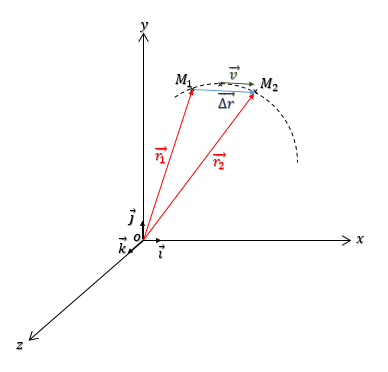 y
M₁
v⃗
M₂
Δr⃗
r₁⃗
r₂⃗
j⃗
o
x
k⃗
i⃗
z